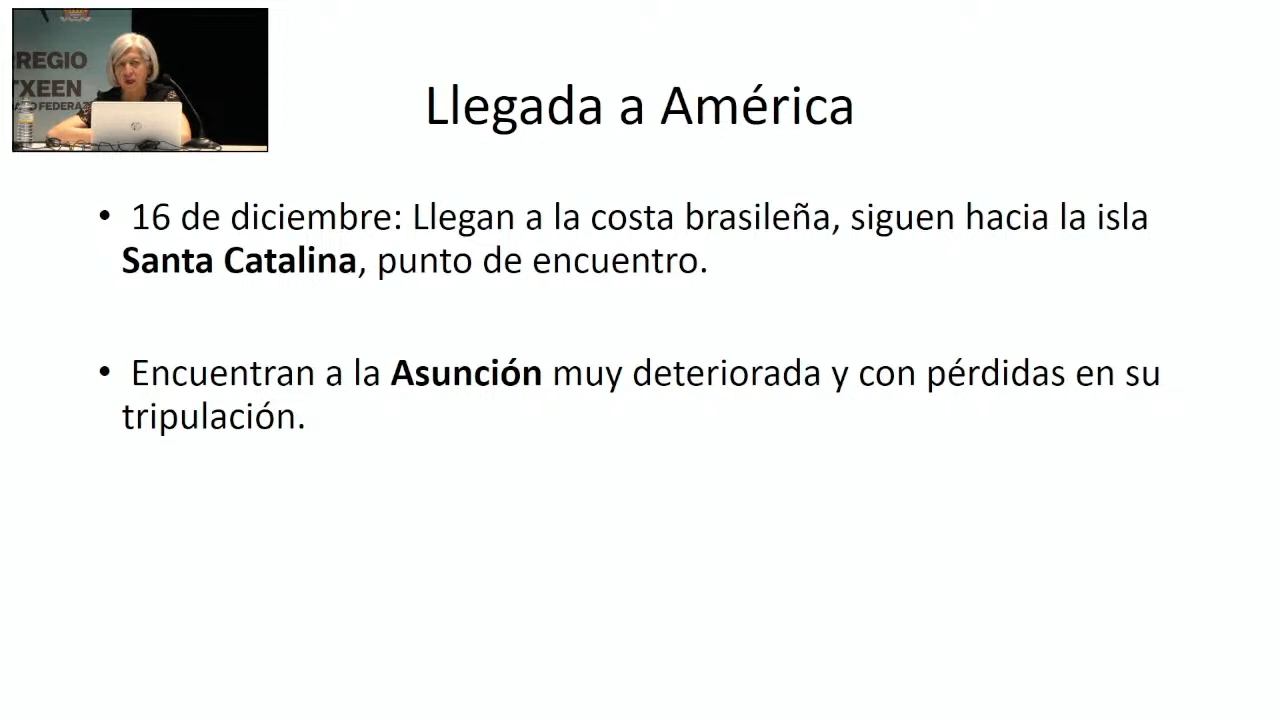 REGIO
TXEEN
Llegada a América
• 16 de diciembre: Llegan a la costa brasileña, siguen hacia la isla
Santa Catalina, punto de encuentro.
• Encuentran a la Asunción muy deteriorada y con pérdidas en su
tripulación.